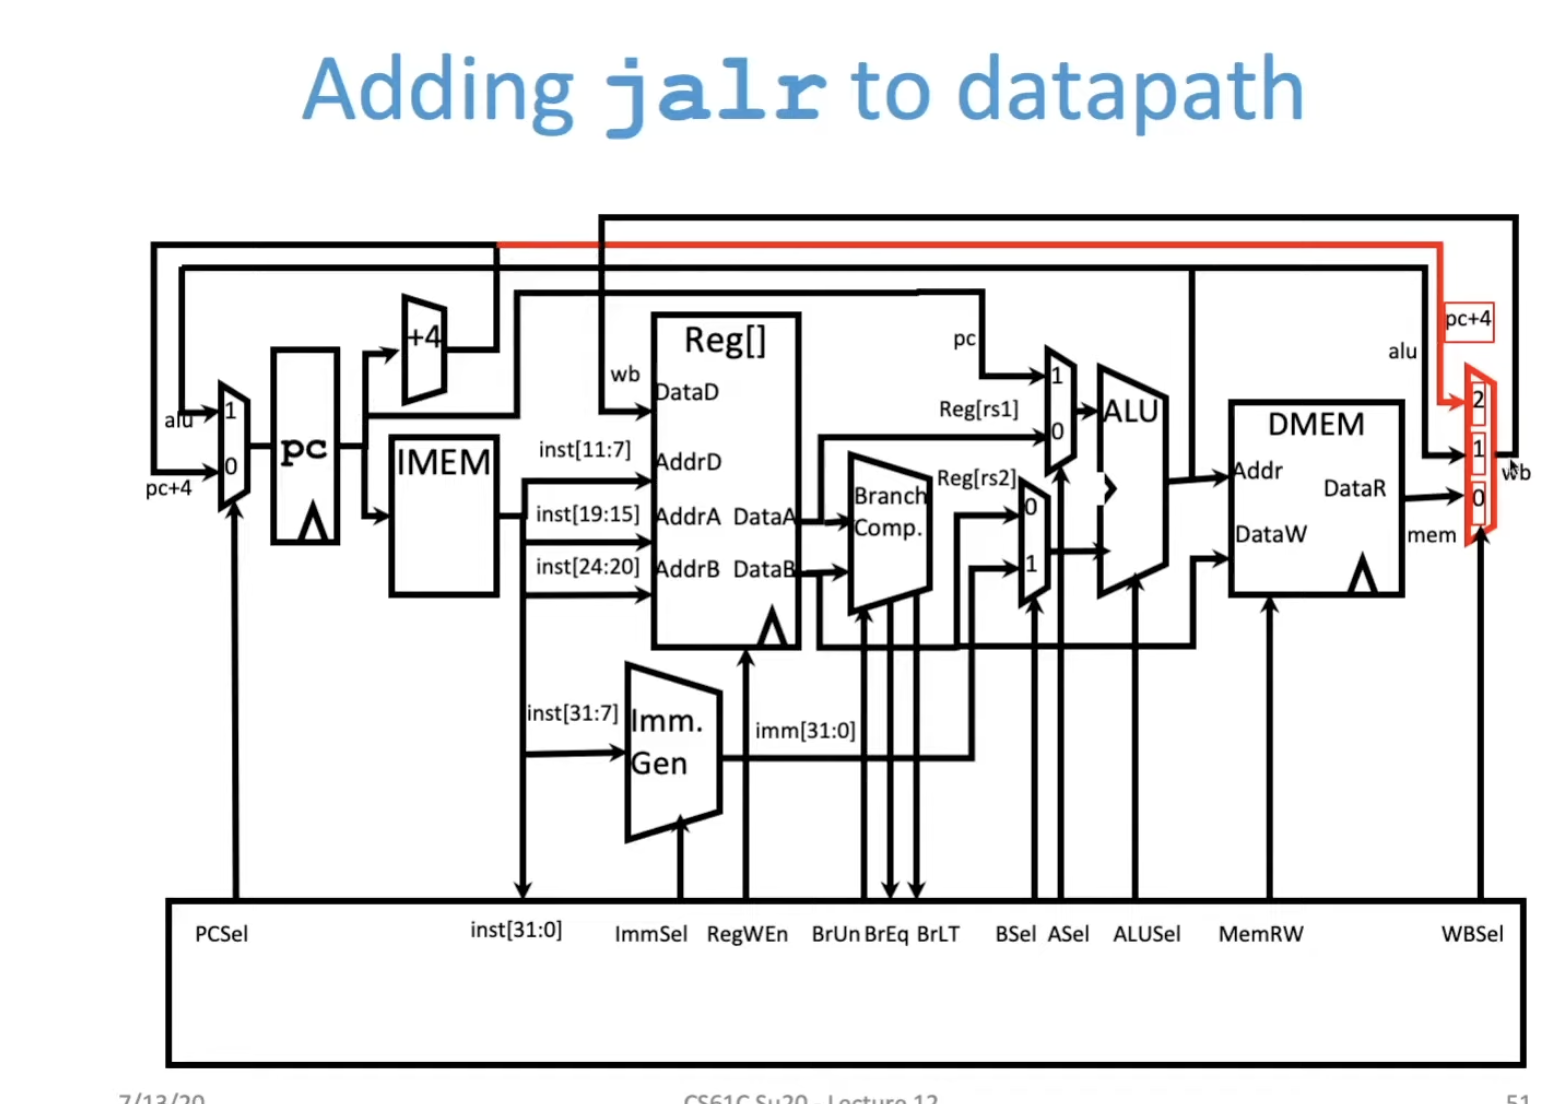 Adding jalr to datapath
+4
Reg[]
pc
pc+4
wb
DataD
alu
1
0
pc+4
pc
IMEM
inst[11:7]
AddrD
inst[19:15]
AddrA DataA
inst[24:20]
AddrB DataB
Reg[rs1]
Reg[rs2]
Branch
Comp.
1
0
0
1
ALU
alu
DMEM
Addr
DataR
DataW
mem
2
1
0
wb
inst[31:7]
Imm.
Gen
imm[31:0]
PCSel inst[31:0] ImmSel RegWEn BrUn BrEq BrLT BSel ASel ALUSel MemRW WBSel
7/13/20 CS61C Su20 - Lecture 12 51